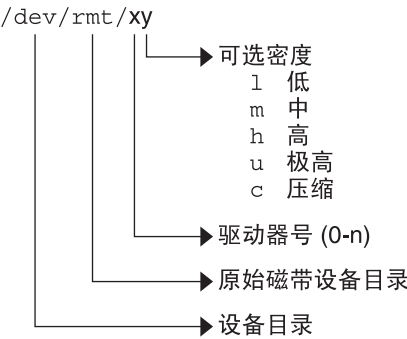 /dev/rmt/xy
可选密度
l 低
m 中
h 高
u 极高
c 压缩
驱动器号 (0-n)
原始磁带设备目录
设备目录